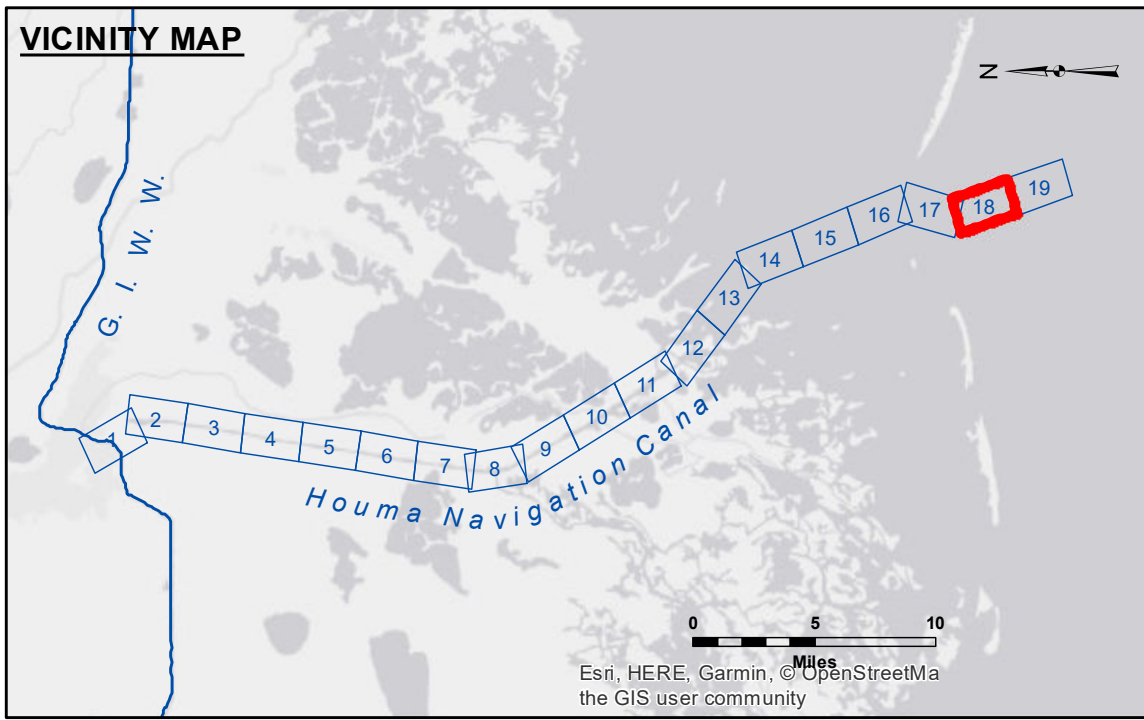 VICINITY MAP
N
G. I. W. W.
1
2
3
4
5
6
7
8
9
10
11
12
13
14
15
16
17
18
19
Houma Navigation Canal
0 5 10
Miles
Esri, HERE, Garmin, © OpenStreetMa
the GIS user community